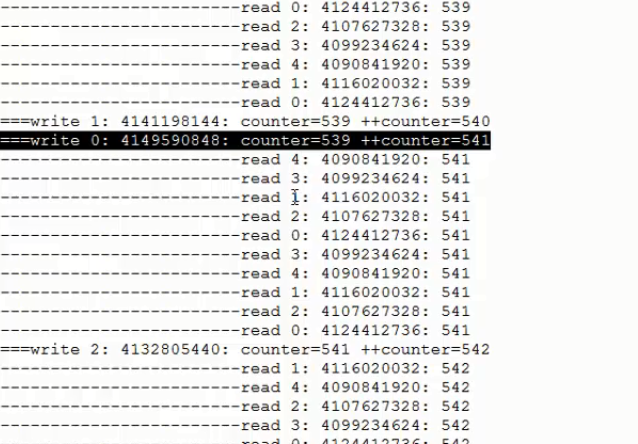 ---------------------------read 0: 4124412736: 539
------------------------read 2: 4107627328: 539
------------------------read 3: 4099234624: 539
------------------------read 4: 4090841920: 539
------------------------read 1: 4116020032: 539
------------------------read 0: 4124412736: 539
===write 1: 4141198144: counter=539 ++counter=540
===write 0: 4149590848: counter=539 ++counter=541
------------------------read 4: 4090841920: 541
------------------------read 3: 4099234624: 541
------------------------read 1: 4116020032: 541
------------------------read 2: 4107627328: 541
------------------------read 0: 4124412736: 541
------------------------read 3: 4099234624: 541
------------------------read 4: 4090841920: 541
------------------------read 1: 4116020032: 541
------------------------read 2: 4107627328: 541
------------------------read 0: 4124412736: 541
===write 2: 4132805440: counter=541 ++counter=542
------------------------read 1: 4116020032: 542
------------------------read 4: 4090841920: 542
------------------------read 2: 4107627328: 542
------------------------read 3: 4099234624: 542
------------------------read 0: 4124412736: 542